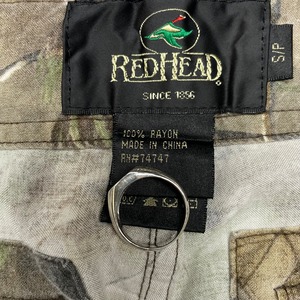 REDHEAD
SINCE 1856
S/P
100% RAYON
MADE IN CHINA
RN#74747